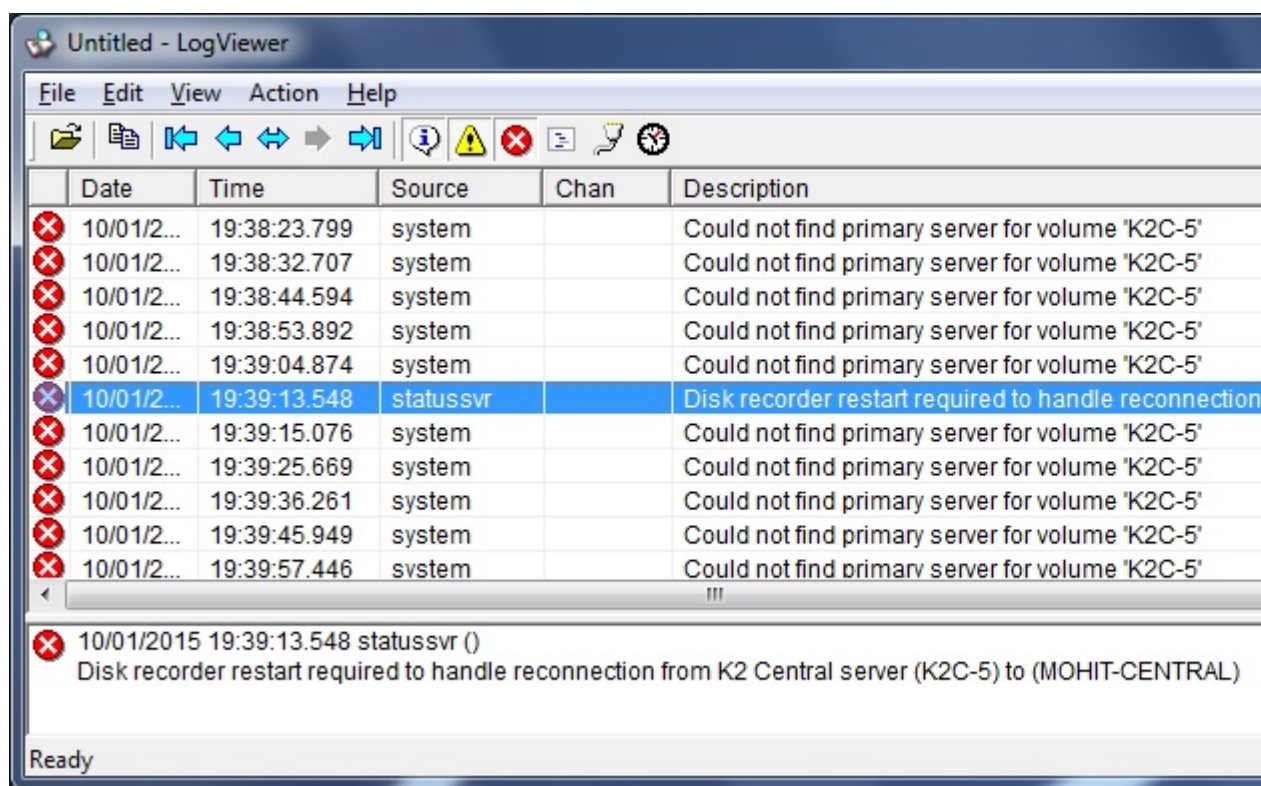 Untitled - LogViewer
File Edit View Action Help
Date Time Source Chan Description
10/01/2... 19:38:23.799 system Could not find primary server for volume 'K2C-5'
10/01/2... 19:38:32.707 system Could not find primary server for volume 'K2C-5'
10/01/2... 19:38:44.594 system Could not find primary server for volume 'K2C-5'
10/01/2... 19:38:53.892 system Could not find primary server for volume 'K2C-5'
10/01/2... 19:39:04.874 system Could not find primary server for volume 'K2C-5'
10/01/2... 19:39:13.548 statussvr Disk recorder restart required to handle reconnection
10/01/2... 19:39:15.076 system Could not find primary server for volume 'K2C-5'
10/01/2... 19:39:25.669 system Could not find primary server for volume 'K2C-5'
10/01/2... 19:39:36.261 system Could not find primary server for volume 'K2C-5'
10/01/2... 19:39:45.949 system Could not find primary server for volume 'K2C-5'
10/01/2... 19:39:57.446 system Could not find primary server for volume 'K2C-5'
10/01/2015 19:39:13.548 statussvr ()
Disk recorder restart required to handle reconnection from K2 Central server (K2C-5) to (MOHIT-CENTRAL)
Ready